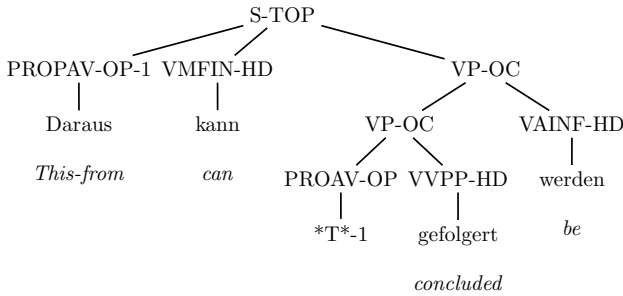 S-TOP
PROPAV-OP-1 VMFIN-HD VP-OC
Daraus kann VP-OC VAINF-HD
This-from can PROAV-OP VVPP-HD werden
*T*-1 gefolgert be
concluded